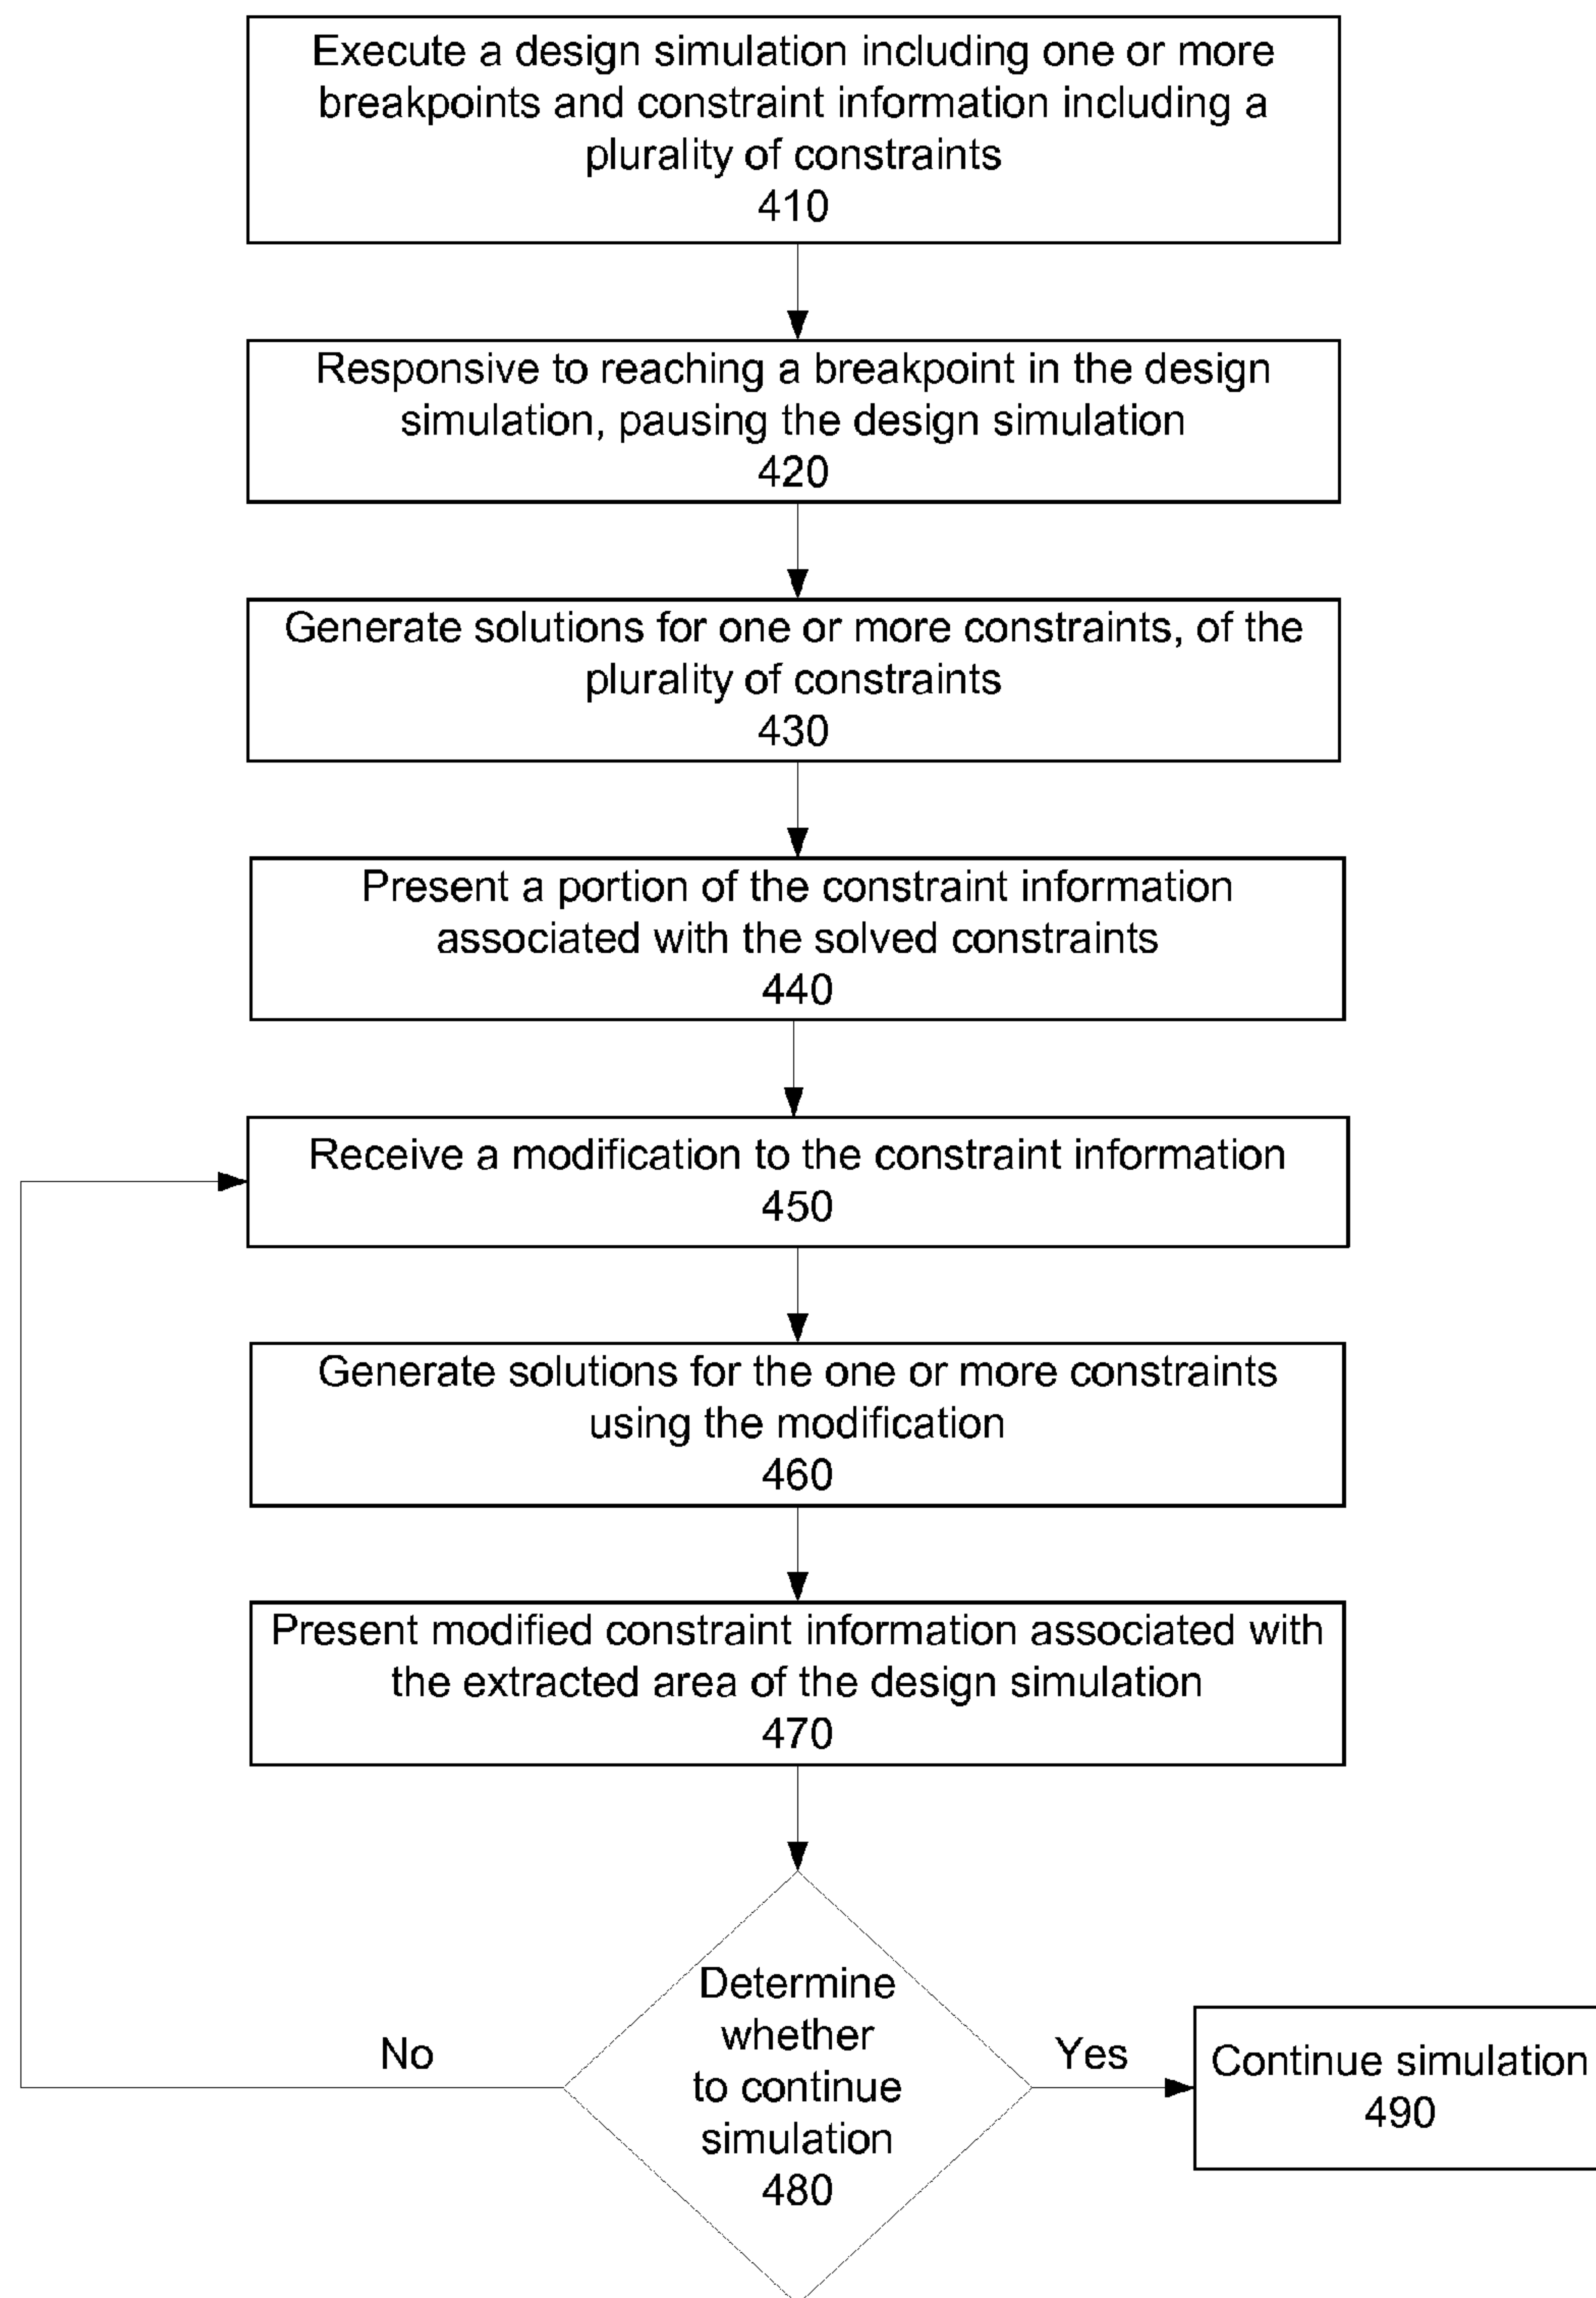 Execute a design simulation including one or more
breakpoints and constraint information including a
plurality of constraints
410
Responsive to reaching a breakpoint in the design
simulation, pausing the design simulation
420
Generate solutions for one or more constraints, of the
plurality of constraints
430
Present a portion of the constraint information
associated with the solved constraints
440
Receive a modification to the constraint information
450
Generate solutions for the one or more constraints
using the modification
460
Present modified constraint information associated with
the extracted area of the design simulation
470
Determine
whether
to continue
simulation
480
No
Yes
Continue simulation
490